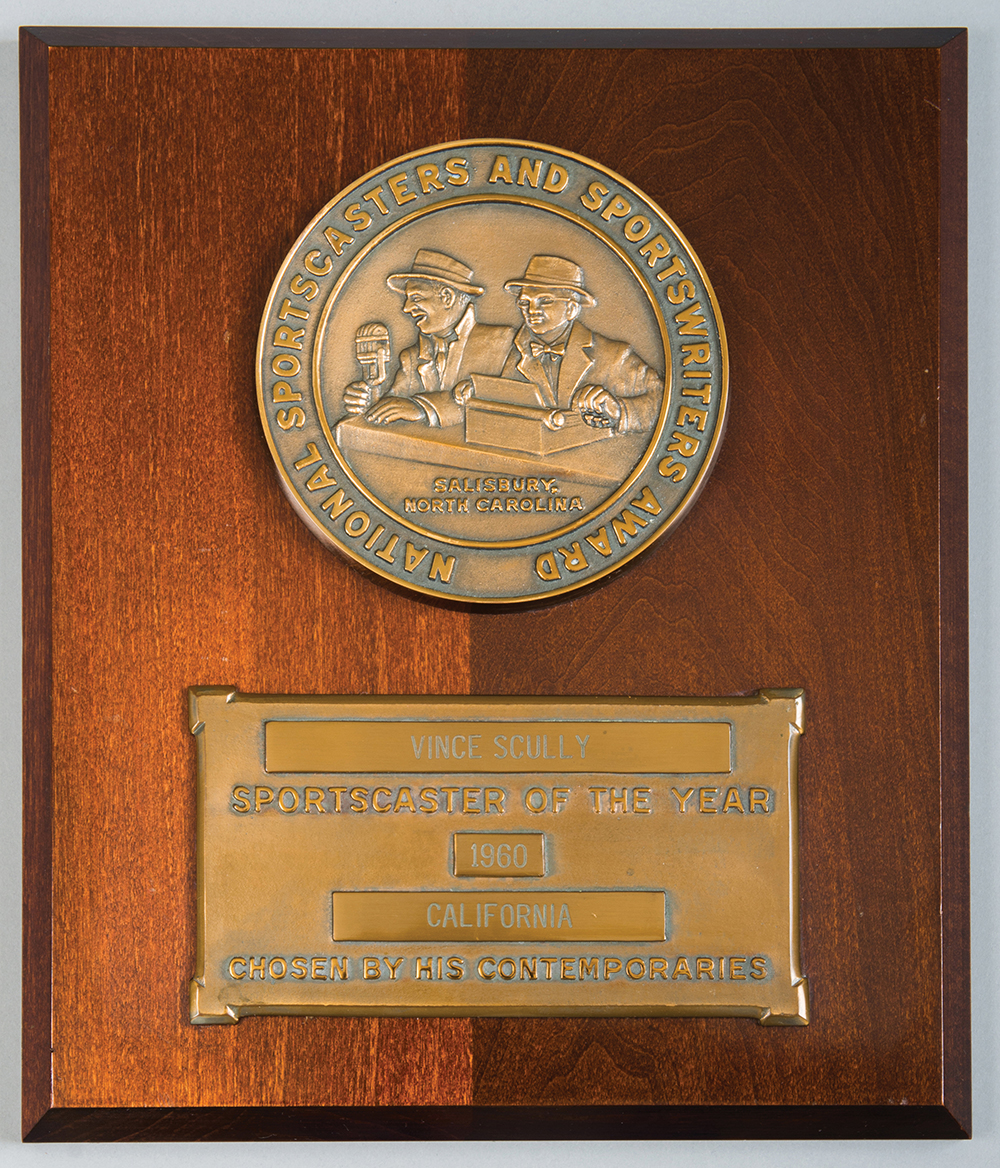 NATIONAL SPORTSCASTERS AND SPORTSWRITERS AWARD
SALISBURY,
NORTH CAROLINA
VINCE SCULLY
SPORTSCASTER OF THE YEAR
1960
CALIFORNIA
CHOSEN BY HIS CONTEMPORARIES